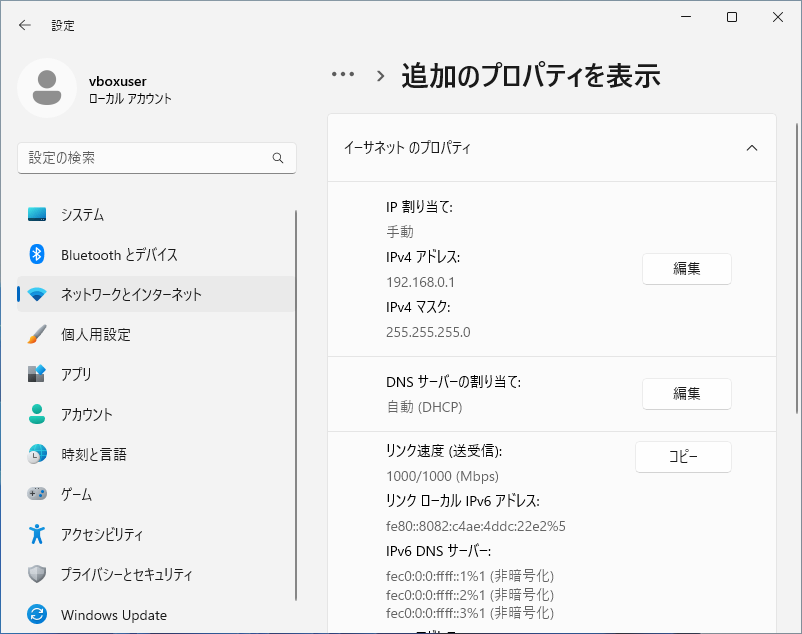 設定
vboxuser
ローカル アカウント
設定の検索
システム
Bluetooth とデバイス
ネットワークとインターネット
個人用設定
アプリ
アカウント
時刻と言語
ゲーム
アクセシビリティ
プライバシーとセキュリティ
Windows Update
… › 追加のプロパティを表示
イーサネット のプロパティ
IP 割り当て:
手動
IPv4 アドレス:
192.168.0.1
IPv4 マスク:
255.255.255.0
編集
DNS サーバーの割り当て:
自動 (DHCP)
編集
リンク速度 (送受信):
1000/1000 (Mbps)
リンク ローカル IPv6 アドレス:
fe80::8082:c4ae:4ddc:22e2%5
IPv6 DNS サーバー:
fec0:0:0:ffff::1%1 (非暗号化)
fec0:0:0:ffff::2%1 (非暗号化)
fec0:0:0:ffff::3%1 (非暗号化)
コピー